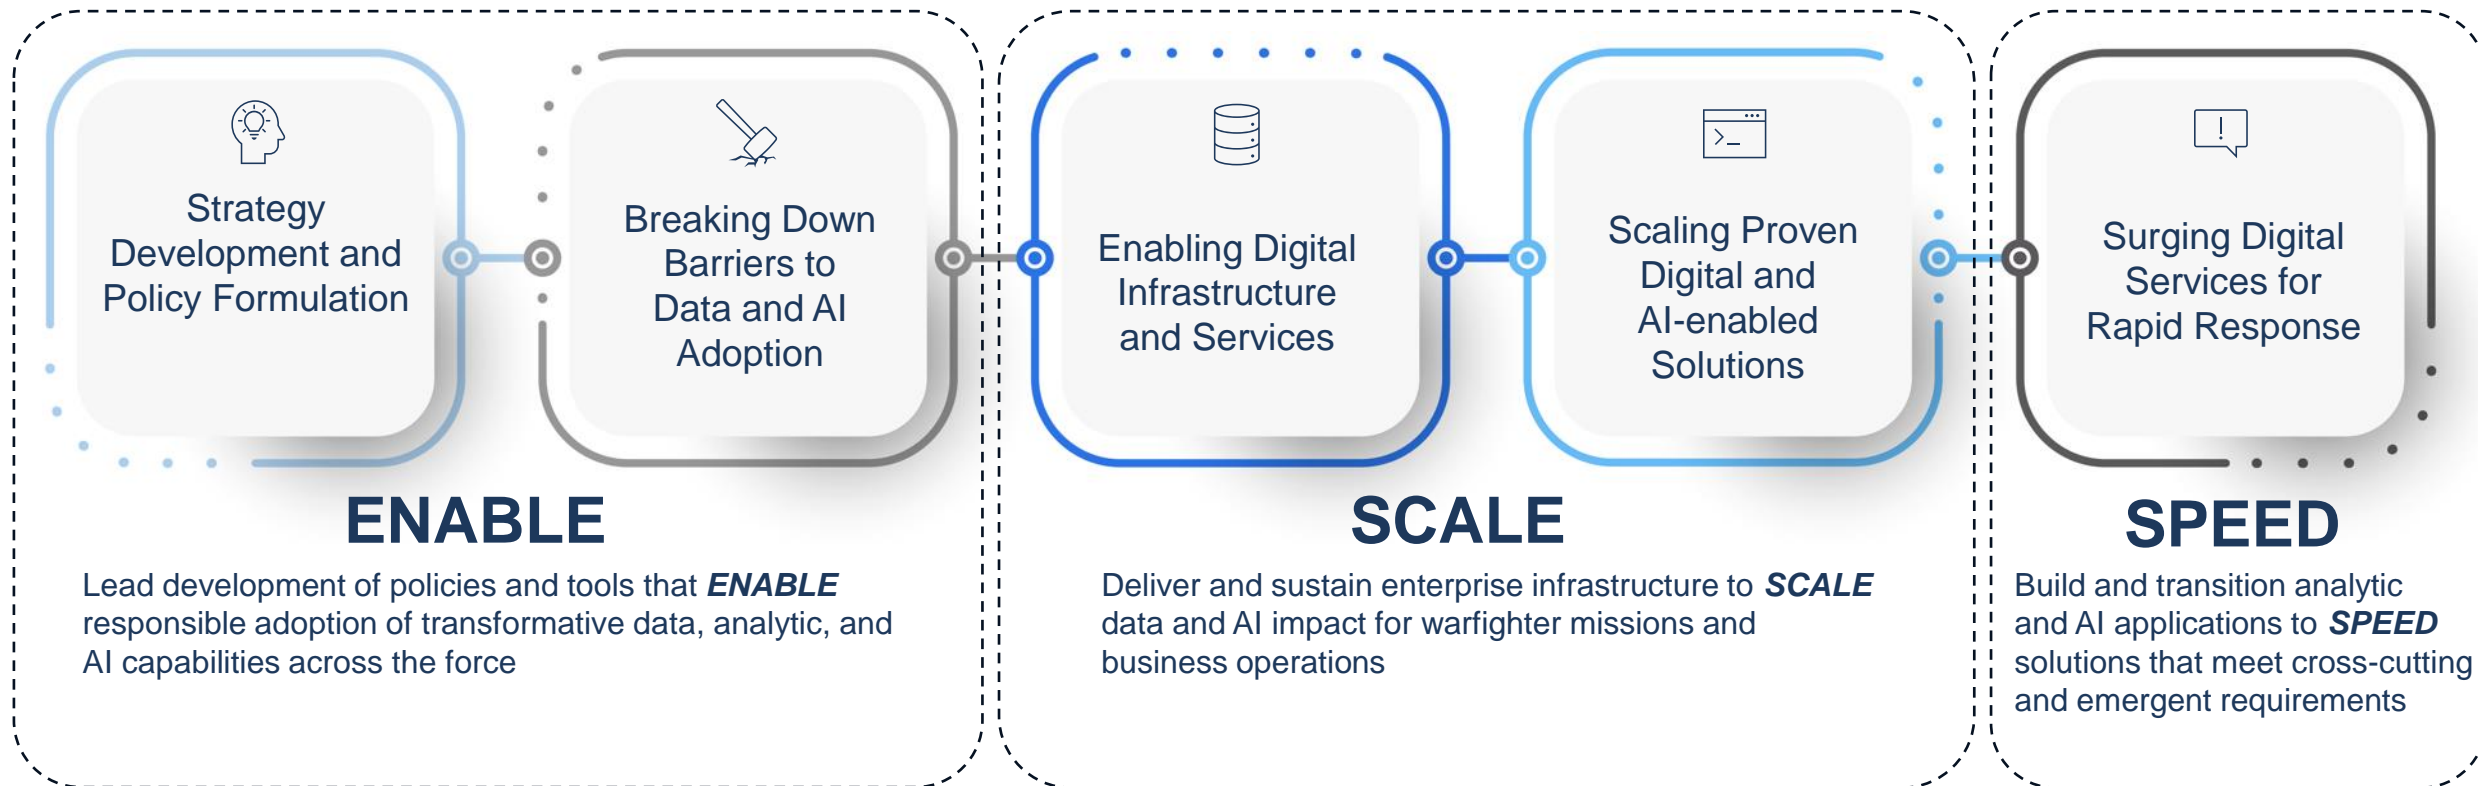 Strategy
Development and
Policy Formulation
Breaking Down
Barriers to
Data and AI
Adoption
Enabling Digital
Infrastructure
and Services
Scaling Proven
Digital and
AI-enabled
Solutions
Surging Digital
Services for
Rapid Response
ENABLE
Lead development of policies and tools that ENABLE
responsible adoption of transformative data, analytic, and
AI capabilities across the force
SCALE
Deliver and sustain enterprise infrastructure to SCALE
data and AI impact for warfighter missions and
business operations
SPEED
Build and transition analytic
and AI applications to SPEED
solutions that meet cross-cutting
and emergent requirements